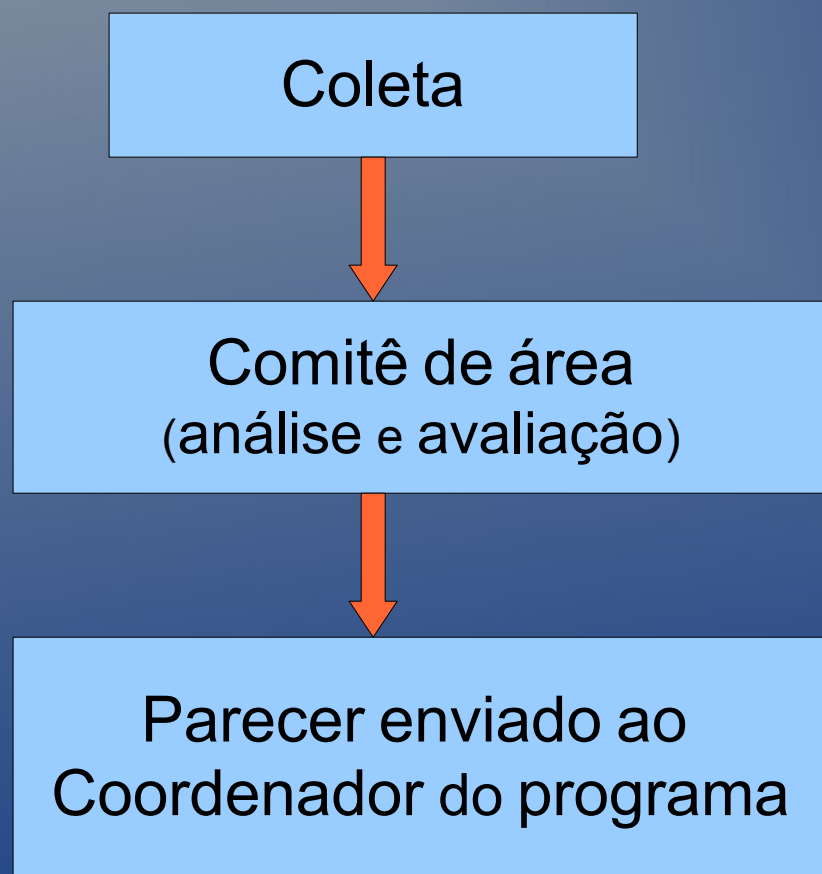 Coleta
Comitê de área
(análise e avaliação)
Parecer enviado ao
Coordenador do programa